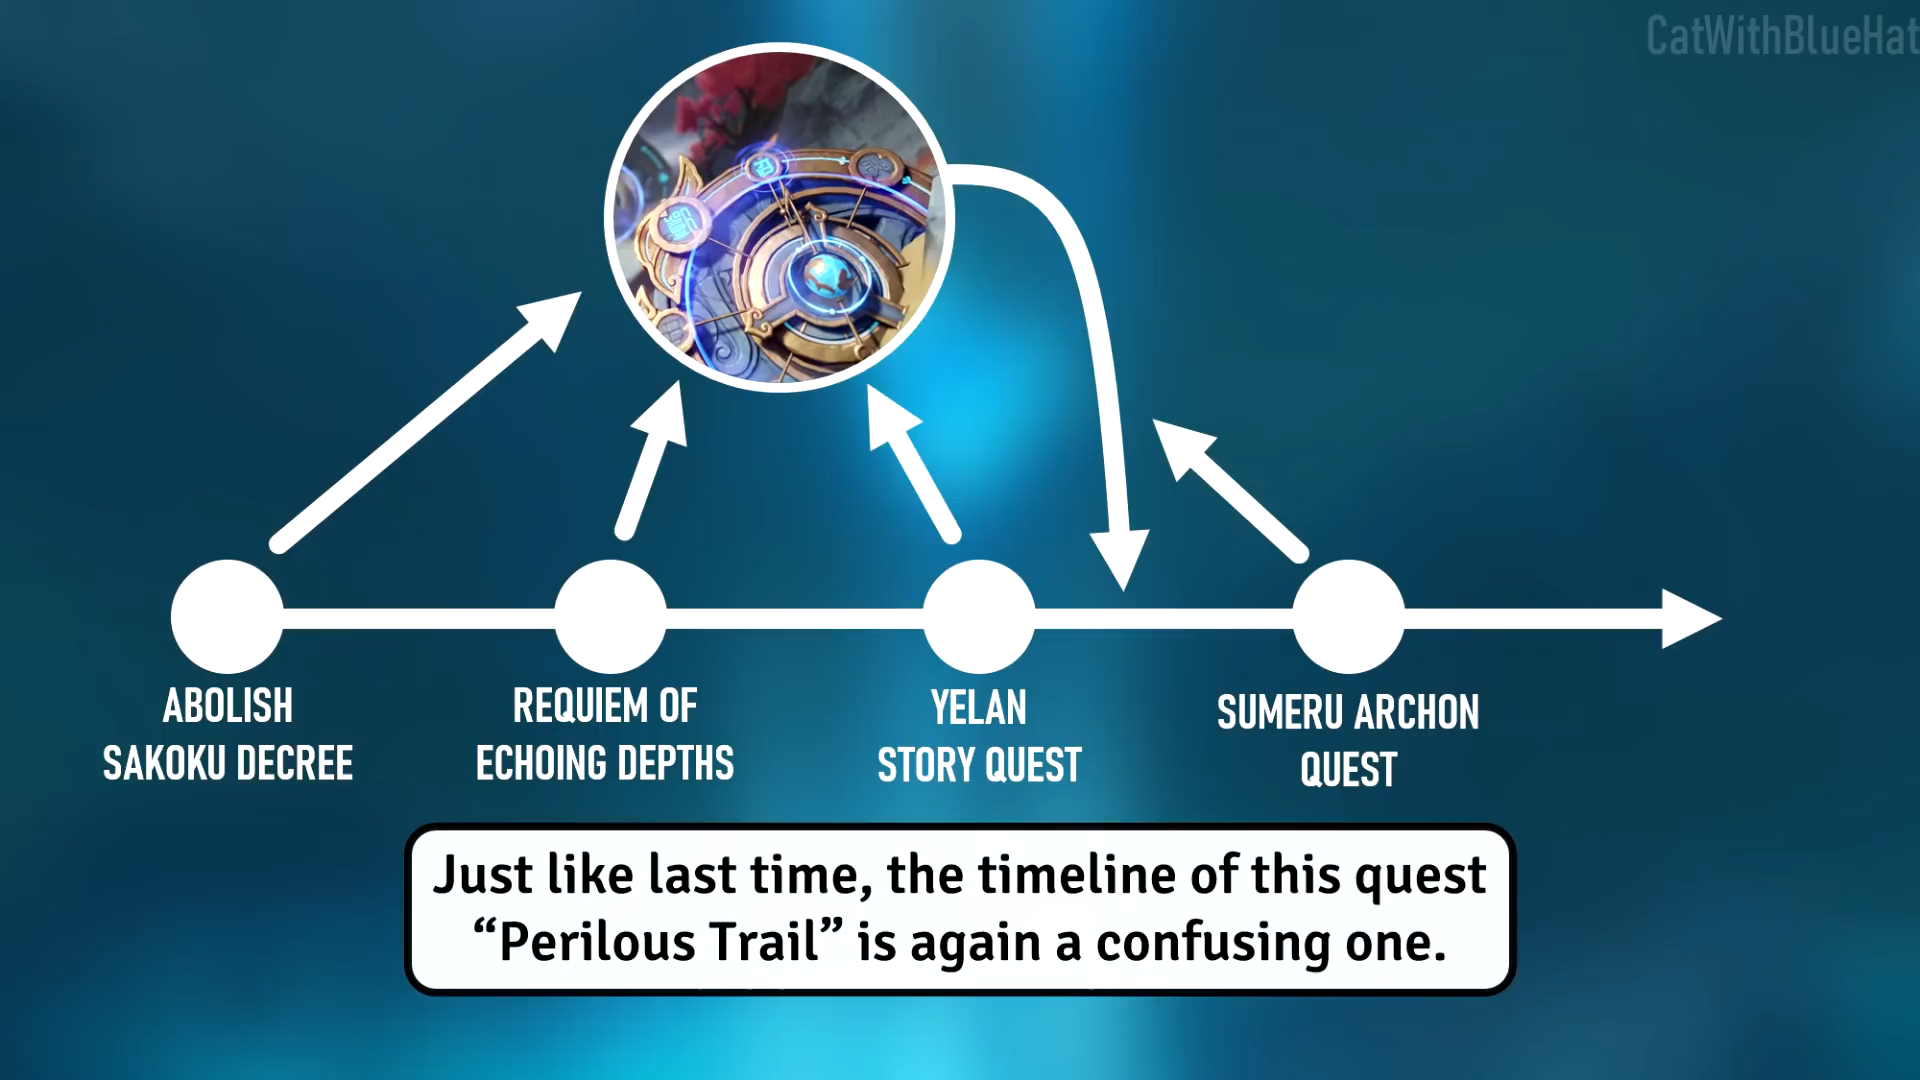 CatWithBlueHat
ABOLISH
SAKOKU DECREE
REQUIEM OF
ECHOING DEPTHS
YELAN
STORY QUEST
SUMERU ARCHON
QUEST
Just like last time, the timeline of this quest
“Perilous Trail” is again a confusing one.